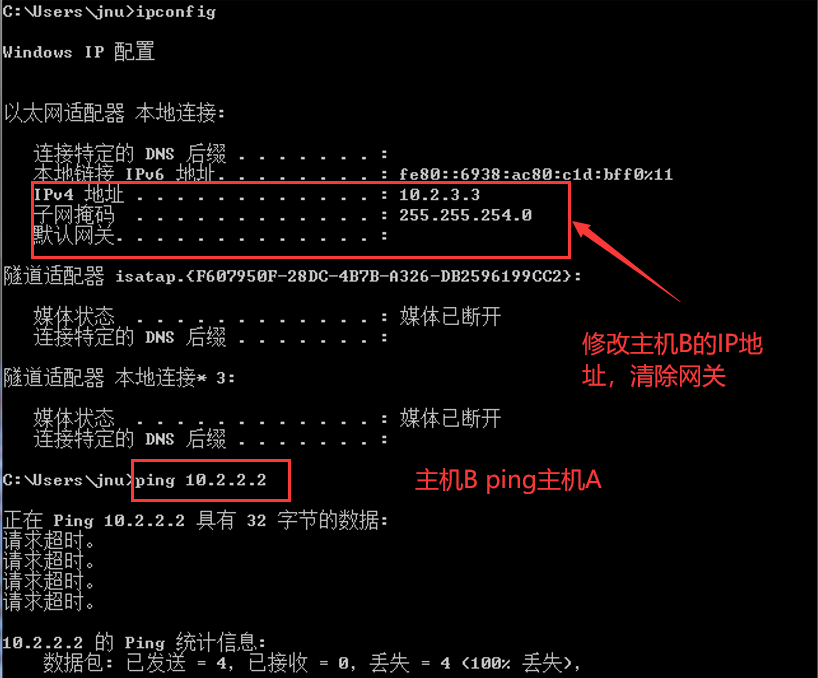 C:\Users\jnu>ipconfig
Windows IP 配置
以太网适配器 本地连接:
连接特定的 DNS 后缀 . . . . . . . :
本地链接 IPv6 地址. . . . . . . . : fe80::6938:ac80:c1d:bff0%11
IPv4 地址 . . . . . . . . . . . . : 10.2.3.3
子网掩码 . . . . . . . . . . . . : 255.255.254.0
默认网关. . . . . . . . . . . . . :
隧道适配器 isatap.{F607950F-28DC-4B7B-A326-DB2596199CC2}:
媒体状态 . . . . . . . . . . . . : 媒体已断开
连接特定的 DNS 后缀 . . . . . . . :
修改主机B的IP地
址，清除网关
隧道适配器 本地连接* 3:
媒体状态 . . . . . . . . . . . . : 媒体已断开
连接特定的 DNS 后缀 . . . . . . . :
C:\Users\jnu>ping 10.2.2.2
主机B ping主机A
正在 Ping 10.2.2.2 具有 32 字节的数据:
请求超时。
请求超时。
请求超时。
请求超时。
10.2.2.2 的 Ping 统计信息:
数据包: 已发送 = 4，已接收 = 0，丢失 = 4 (100% 丢失)，